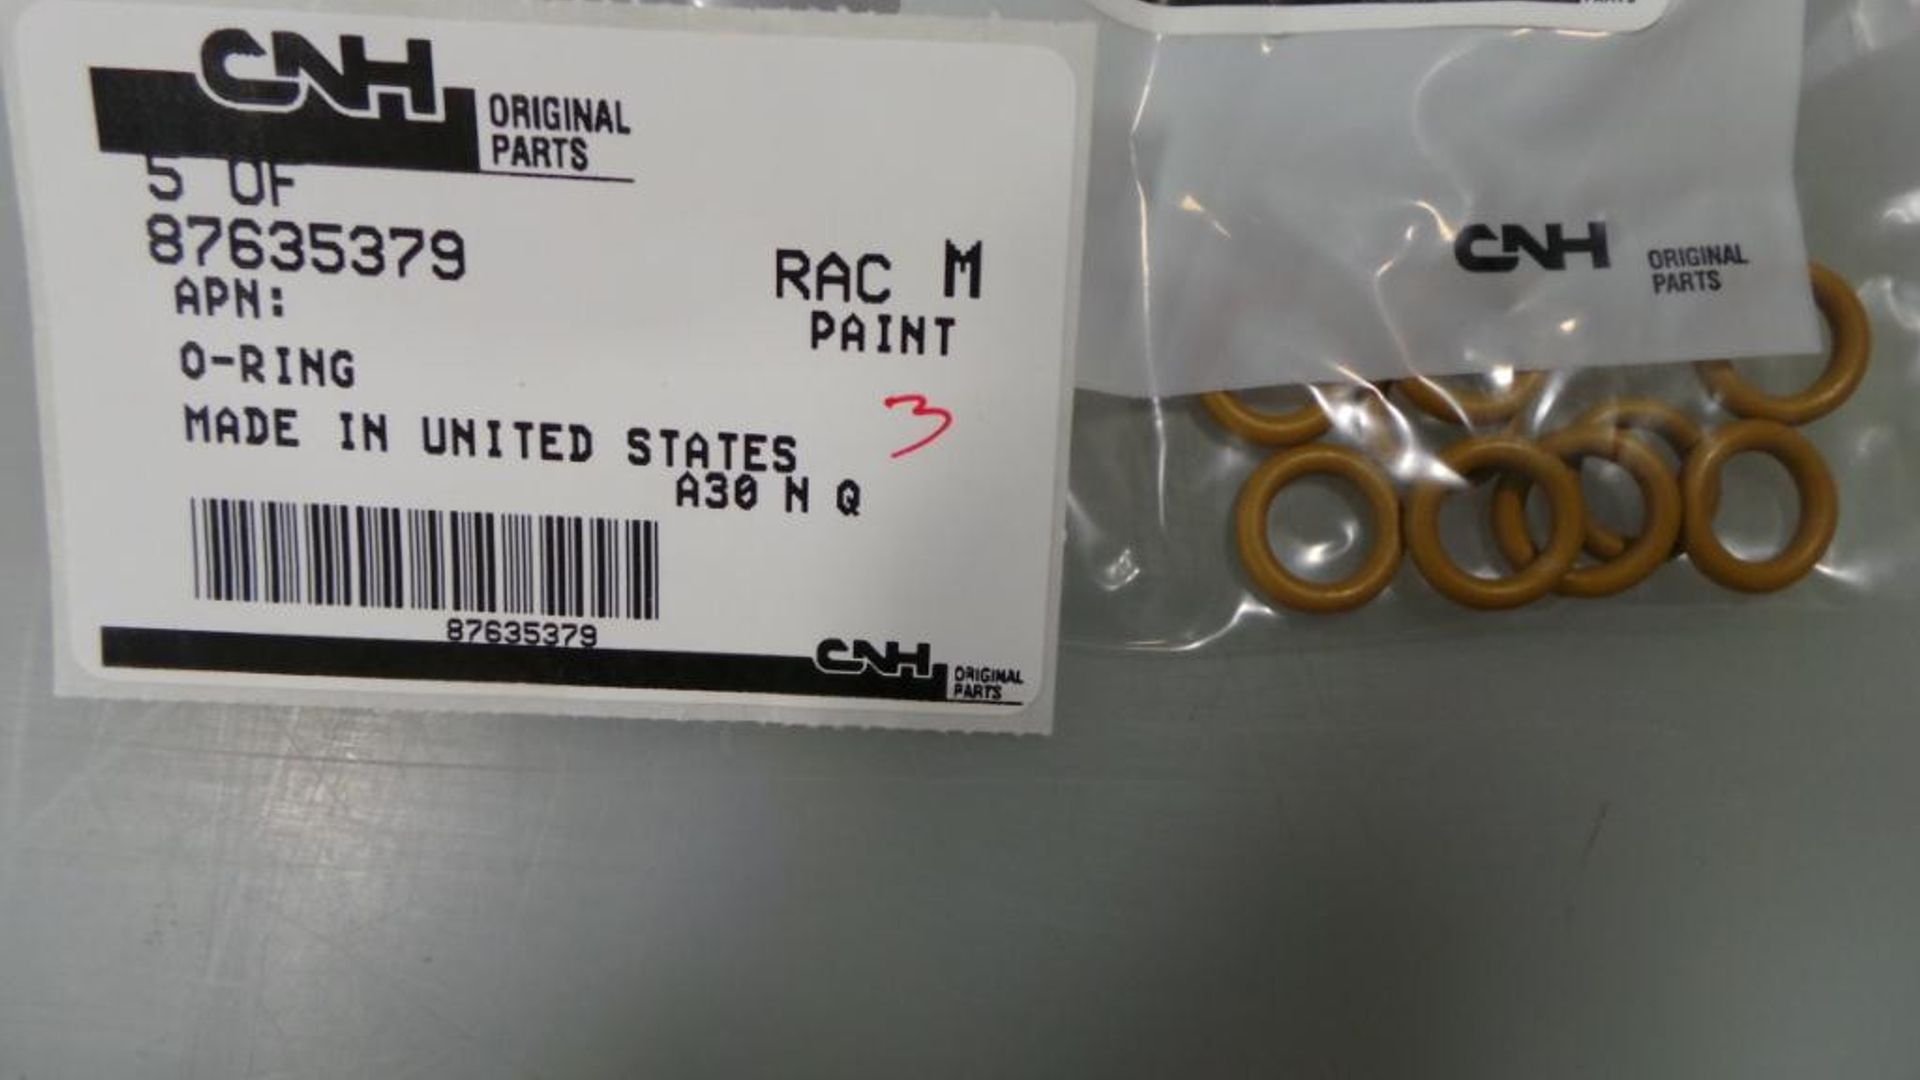 CNH ORIGINAL
PARTS
5 OF
87635379
RAC M
APN:
PAINT
O-RING
3
MADE IN UNITED STATES
A30 N Q
87635379
CNH ORIGINAL
PARTS
CNH ORIGINAL
PARTS